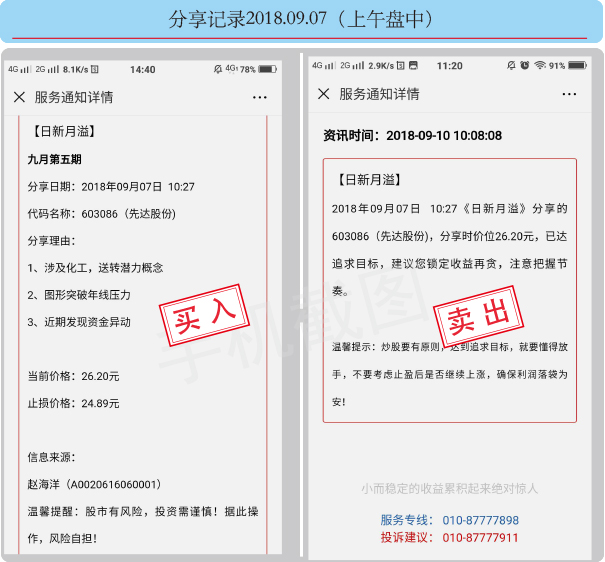 分享记录2018.09.07（上午盘中）
4G 2G 8.1K/s 14:40 4G 78%
服务通知详情
【日新月溢】
九月第五期
分享日期：2018年09月07日 10:27
代码名称：603086（先达股份)
分享理由：
1、涉及化工，送转潜力概念
2、图形突破年线压力
3、近期发现资金异动
买入
当前价格：26.20元
止损价格：24.89元
信息来源：
赵海洋（A0020616060001）
温馨提醒：股市有风险，投资需谨慎！据此操
作，风险自担！
4G 2G 2.9K/s 11:20 91%
服务通知详情
资讯时间：2018-09-10 10:08:08
【日新月溢】
2018年09月07日 10:27《日新月溢》分享的
603086（先达股份)，分享时价位26.20元，已达
追求目标，建议您锁定收益再贪，注意把握节
奏。
卖出
温馨提示：炒股要有原则，达到追求目标，就要懂得放
手，不要考虑止盈后是否继续上涨，确保利润落袋为
安！
小而稳定的收益累积起来绝对惊人
服务专线： 010-87777898
投诉建议： 010-87777911
手机截图